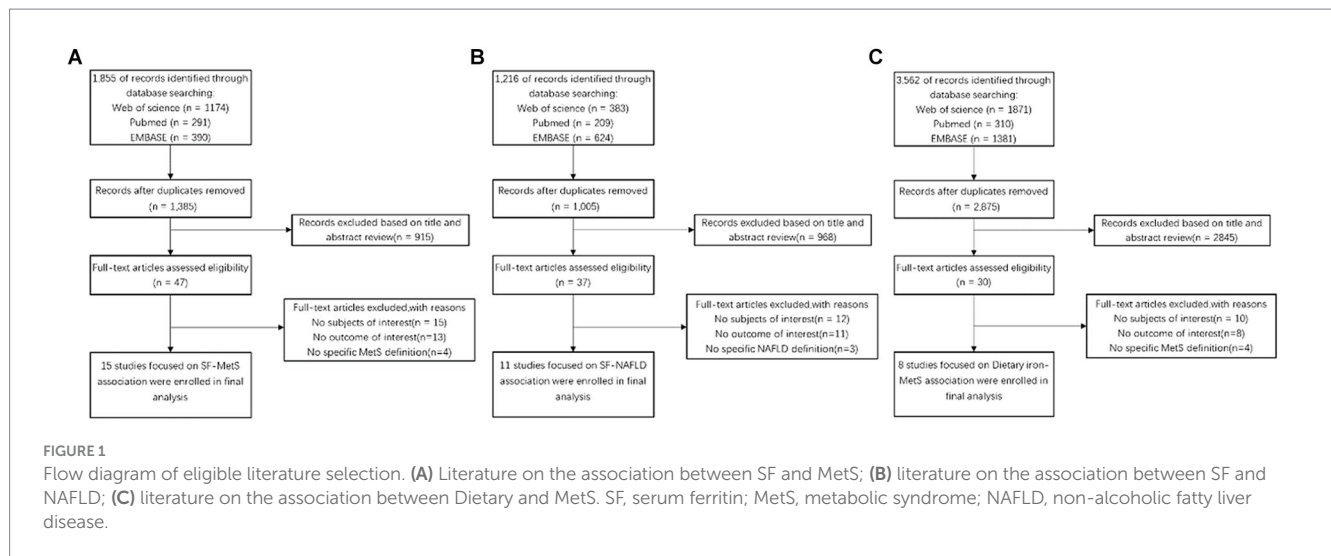 A
1,855 of records identified through
database searching:
Web of science (n = 1174)
Pubmed (n = 291)
EMBASE (n = 390)
Records after duplicates removed
(n = 1,385)
Records excluded based on title and
abstract review(n = 915)
Full-text articles assessed eligibility
(n = 47)
Full-text articles excluded,with reasons
No subjects of interest(n = 15)
No outcome of interest(n=13)
No specific MetS definition(n=4)
15 studies focused on SF-MetS
association were enrolled in final
analysis
B
1,216 of records identified through
database searching:
Web of science (n = 383)
Pubmed (n = 209)
EMBASE (n = 624)
Records after duplicates removed
(n = 1,005)
Records excluded based on title and
abstract review(n = 968)
Full-text articles assessed eligibility
(n = 37)
Full-text articles excluded,with reasons
No subjects of interest(n = 12)
No outcome of interest(n=11)
No specific NAFLD definition(n=3)
11 studies focused on SF-NAFLD
association were enrolled in final
analysis
C
3,562 of records identified through
database searching:
Web of science (n = 1871)
Pubmed (n = 310)
EMBASE (n = 1381)
Records after duplicates removed
(n = 2,875)
Records excluded based on title and
abstract review(n = 2845)
Full-text articles assessed eligibility
(n = 30)
Full-text articles excluded,with reasons
No subjects of interest(n = 10)
No outcome of interest(n=8)
No specific MetS definition(n=4)
8 studies focused on Dietary iron-
MetS association were enrolled in
final analysis
FIGURE 1
Flow diagram of eligible literature selection. (A) Literature on the association between SF and MetS; (B) literature on the association between SF and
NAFLD; (C) literature on the association between Dietary and MetS. SF, serum ferritin; MetS, metabolic syndrome; NAFLD, non-alcoholic fatty liver
disease.